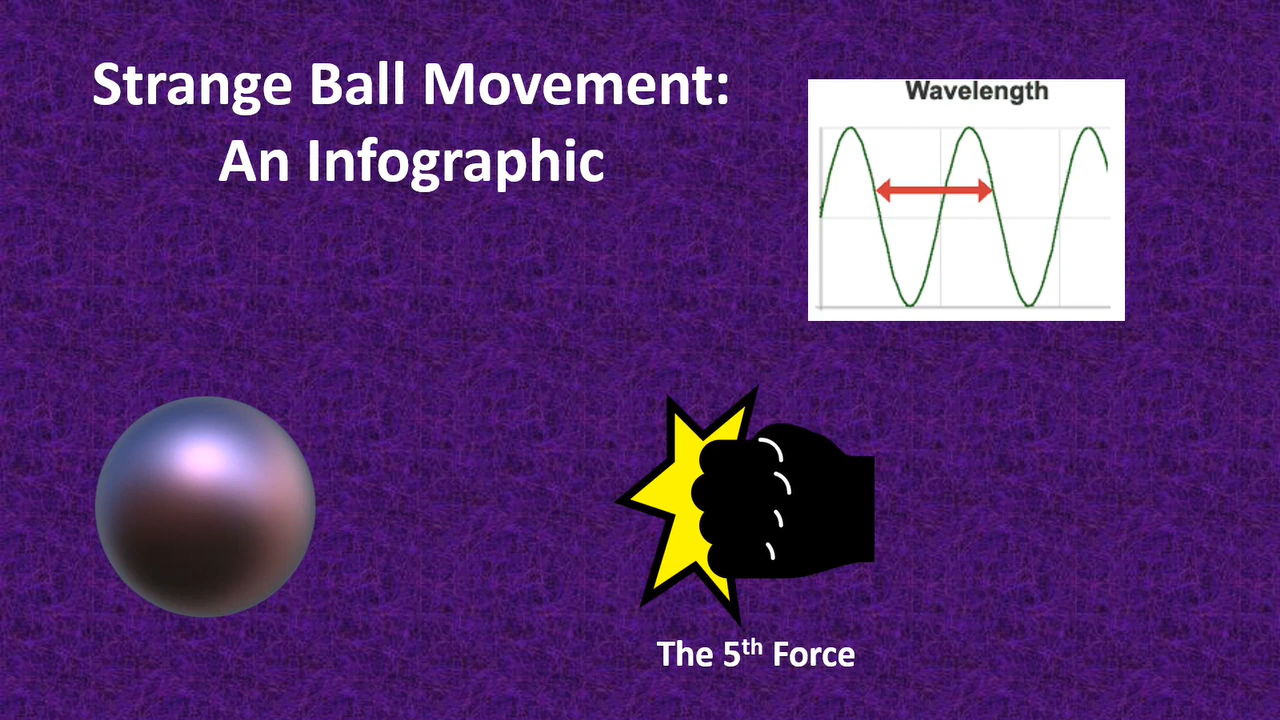 Strange Ball Movement:
An Infographic
Wavelength
The 5th Force